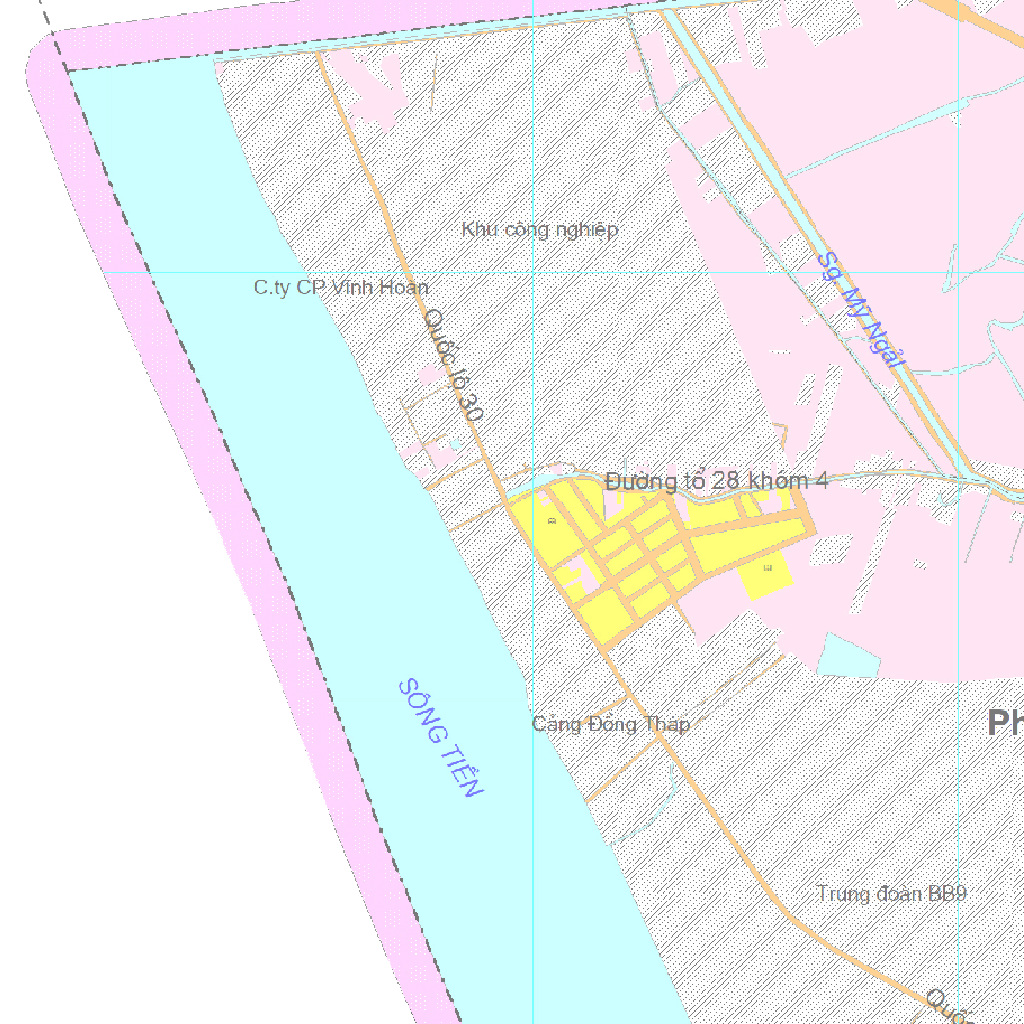 Khu công nghiệp
C.ty CP Vĩnh Hoàn
Sg. Mỹ Ngãi
Quốc lộ 30
Đường tổ 28 khóm 4
SÔNG TIỀN
Cảng Đồng Tháp
Ph
Trung đoàn BB9
Quố